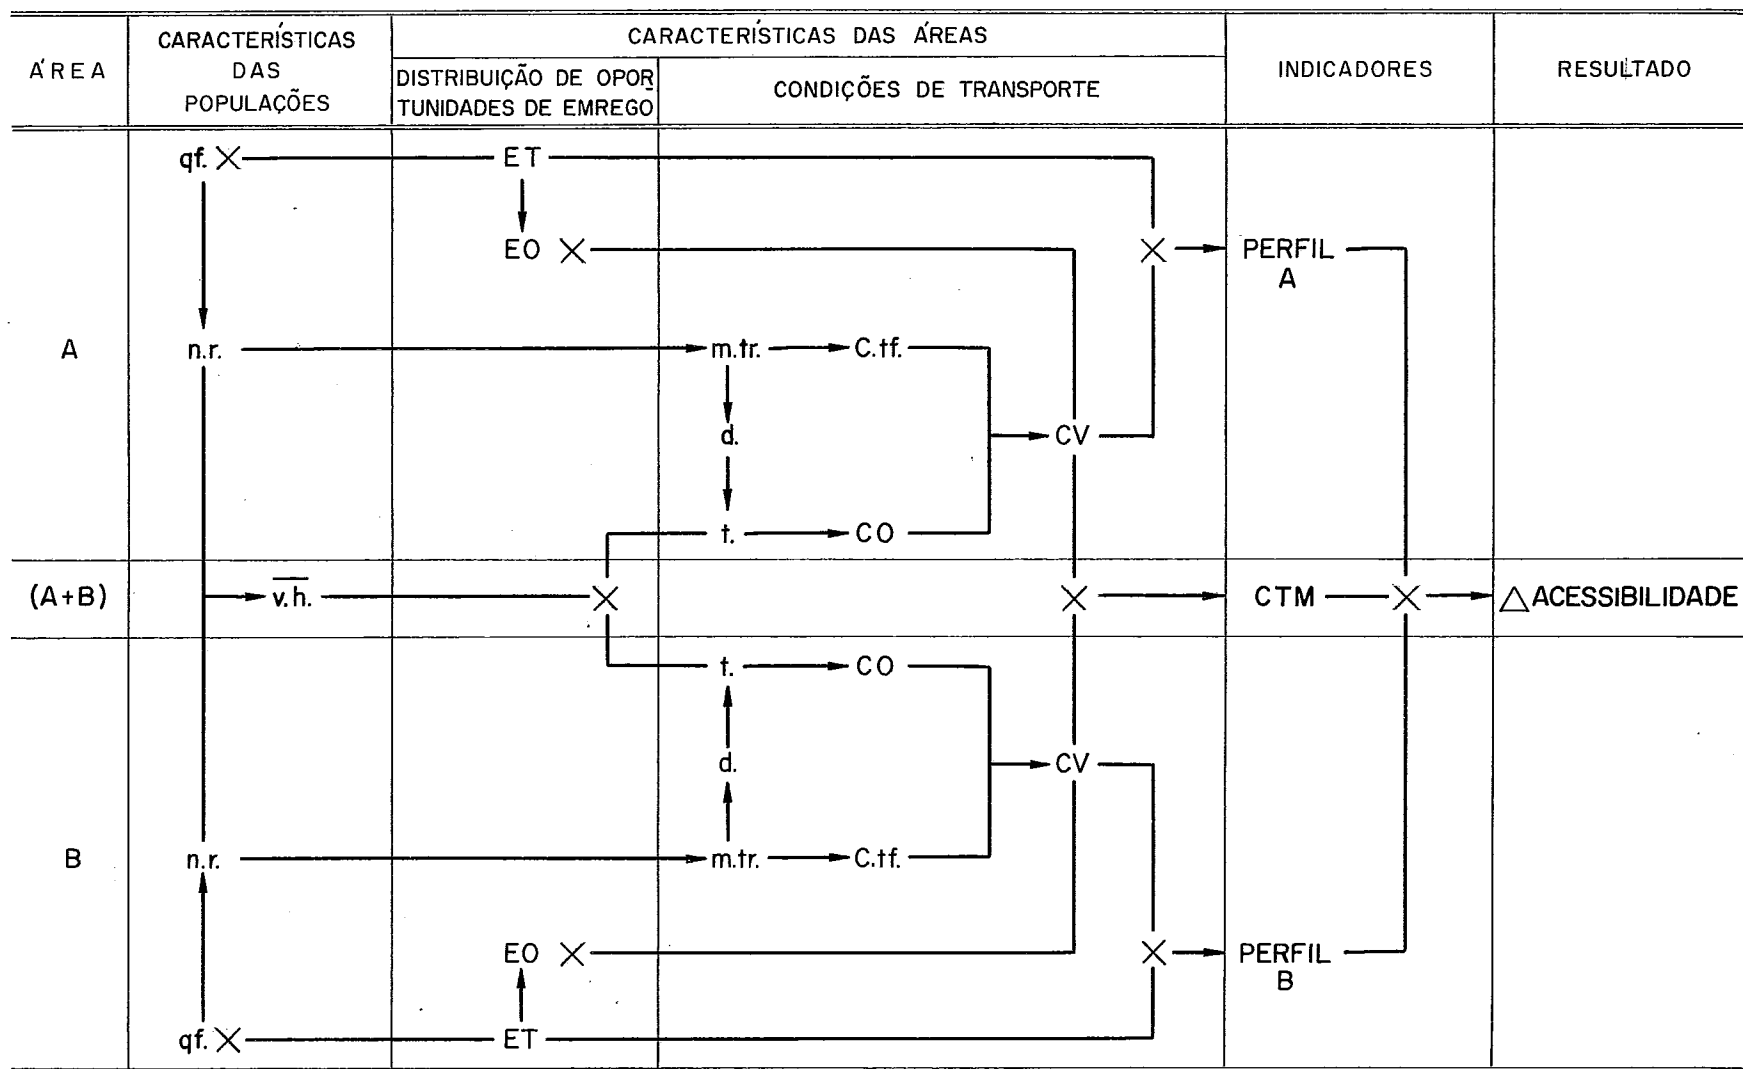 ÁREA
CARACTERÍSTICAS
DAS
POPULAÇÕES
CARACTERÍSTICAS DAS ÁREAS
DISTRIBUIÇÃO DE OPOR
TUNIDADES DE EMREGO
CONDIÇÕES DE TRANSPORTE
INDICADORES
RESULTADO
qf. X ET
EO X X PERFIL
A
A n.r. m.tr. C.tf.
d. CV
t. CO
(A+B) v.h. X X CTM X △ ACESSIBILIDADE
t. CO
d. CV
B n.r. m.tr. C.tf.
EO X X PERFIL
B
qf. X ET